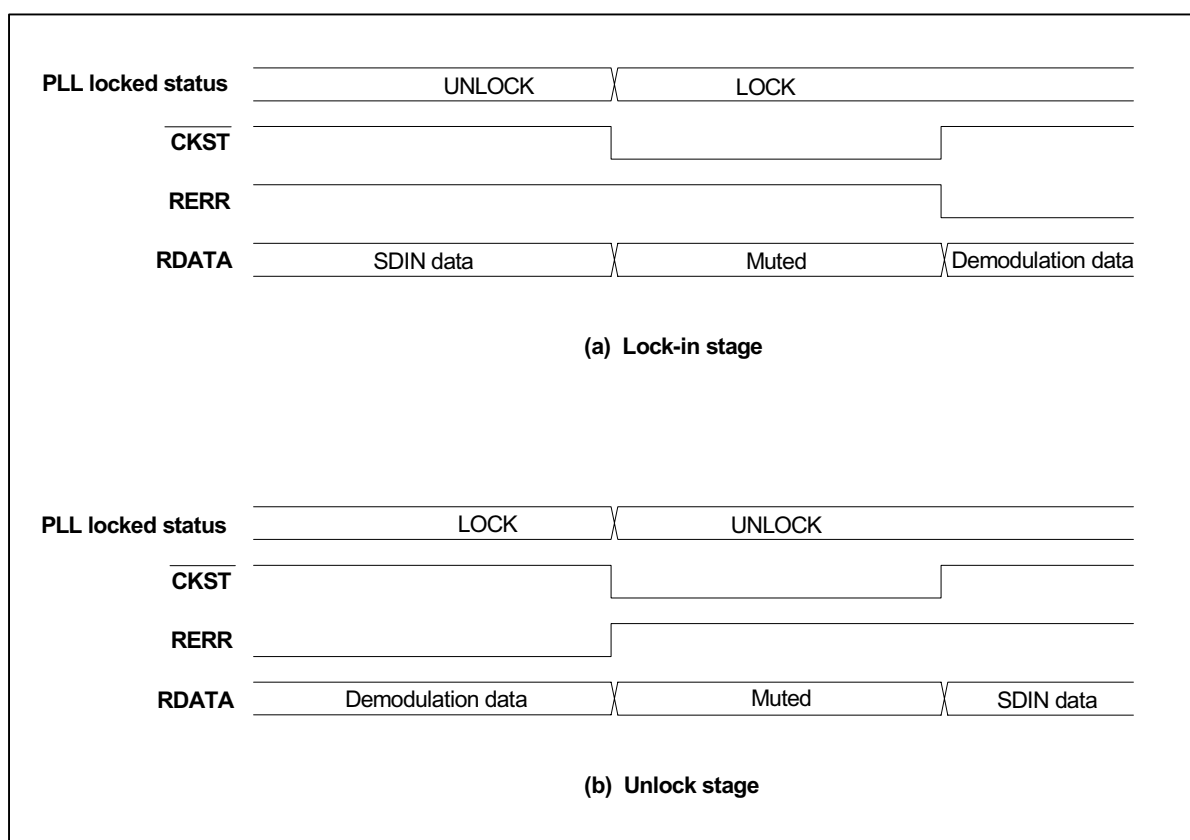 PLL locked status UNLOCK LOCK
CKST
RERR
RDATA SDIN data Muted Demodulation data
(a) Lock-in stage
PLL locked status LOCK UNLOCK
CKST
RERR
RDATA Demodulation data Muted SDIN data
(b) Unlock stage